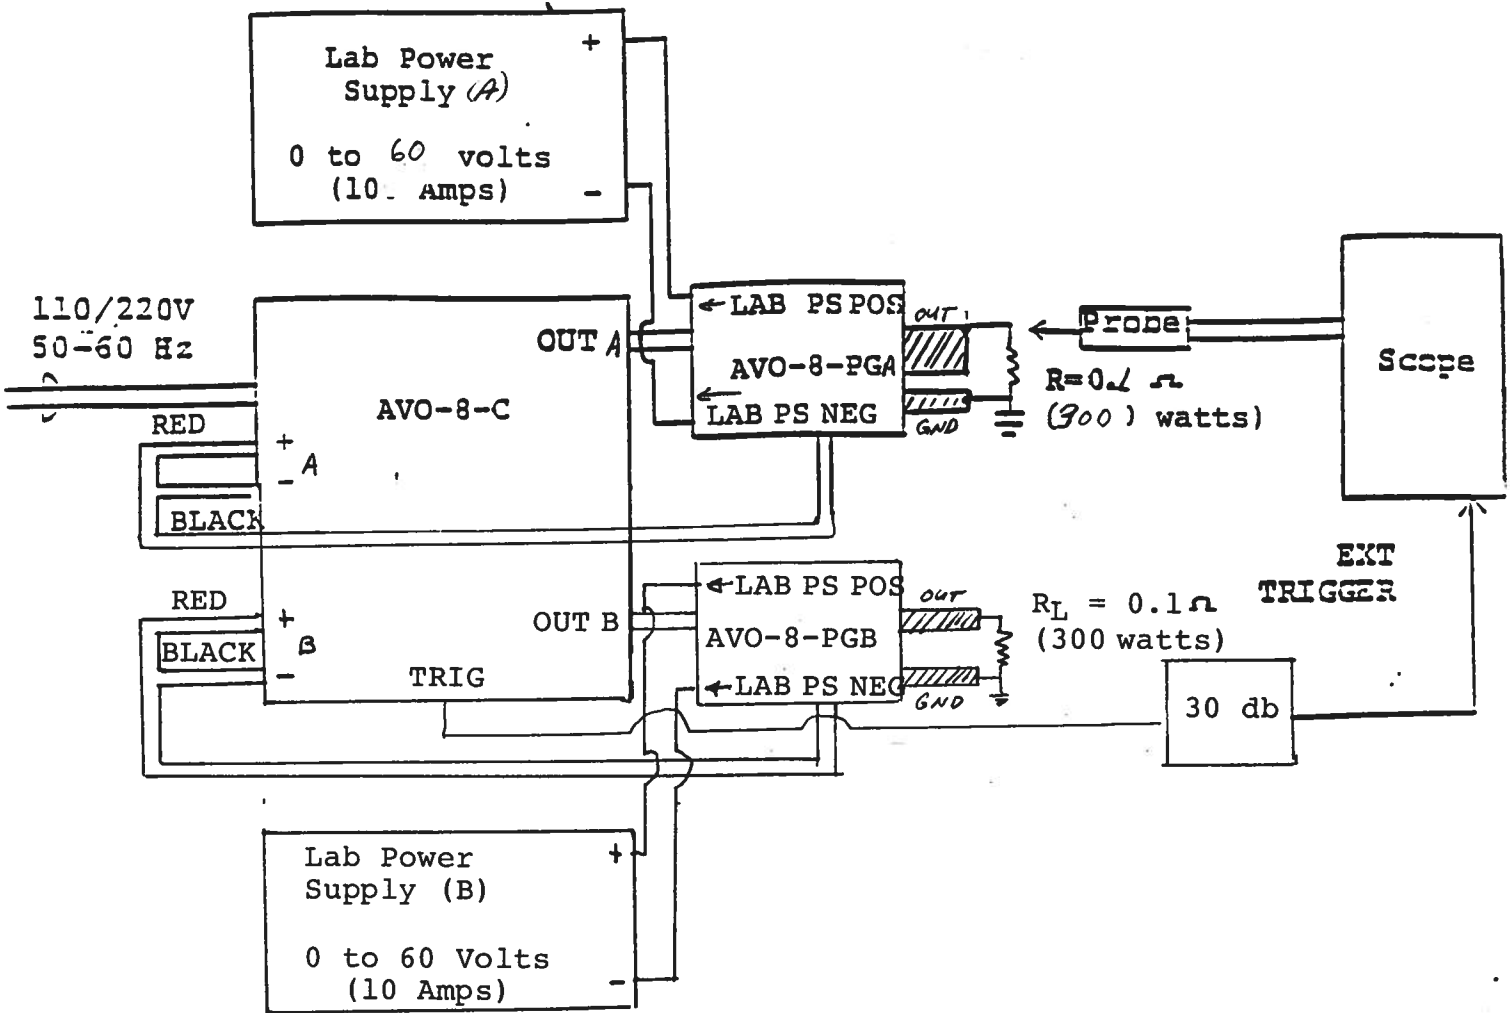 Lab Power
Supply (A)
0 to 60 volts
(10. Amps)
+
-
110/220V
50-60 Hz
RED
+
A
-
BLACK
AVO-8-C
OUT A
LAB PS POS
AVO-8-PGA
LAB PS NEG
OUT
GND
R=0.1 Ω
(900) watts)
Probe
Scope
EXT
TRIGGER
RED
+
B
BLACK
-
TRIG
OUT B
LAB PS POS
AVO-8-PGB
LAB PS NEG
OUT
GND
RL = 0.1Ω
(300 watts)
30 db
Lab Power
Supply (B)
0 to 60 Volts
(10 Amps)
+
-